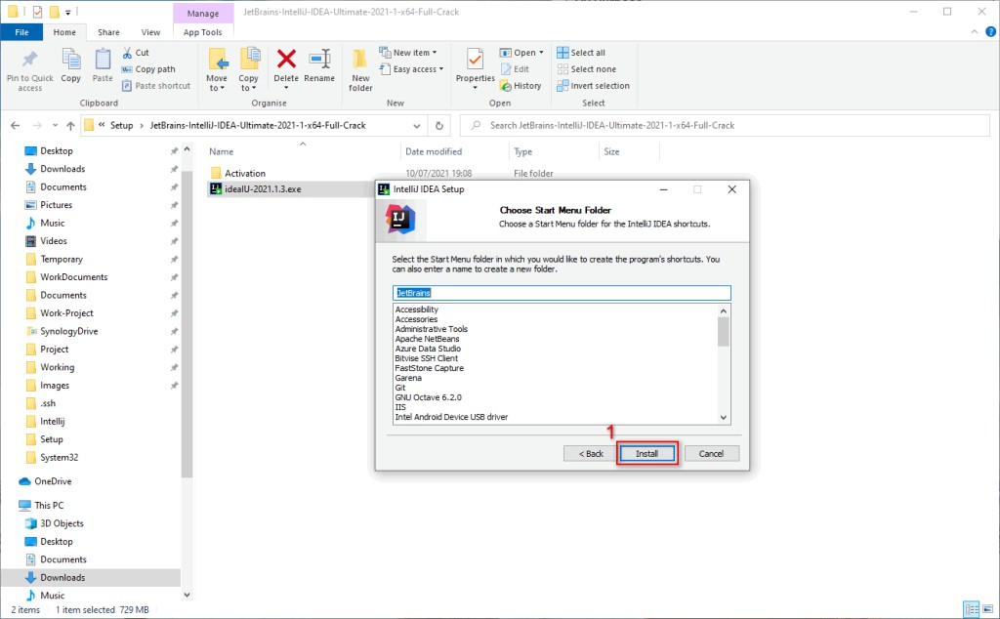 Manage
JetBrains-IntelliJ-IDEA-Ultimate-2021-1-x64-Full-Crack
File
Home
Share
View
App Tools
Pin to Quick access
Copy
Paste
Cut
Copy path
Paste shortcut
Clipboard
Move to
Copy to
Delete
Rename
Organise
New folder
New item
Easy access
New
Properties
Open
Edit
History
Open
Select all
Select none
Invert selection
Select
« Setup › JetBrains-IntelliJ-IDEA-Ultimate-2021-1-x64-Full-Crack
Search JetBrains-IntelliJ-IDEA-Ultimate-2021-1-x64-Full-Crack
Desktop
Downloads
Documents
Pictures
Music
Videos
Temporary
WorkDocuments
Documents
Work-Project
SynologyDrive
Project
Working
Images
.ssh
Intellij
Setup
System32
OneDrive
This PC
3D Objects
Desktop
Documents
Downloads
Music
Name Date modified Type Size
Activation 10/07/2021 19:08 File folder
ideaIU-2021.1.3.exe
IntelliJ IDEA Setup
IJ
Choose Start Menu Folder
Choose a Start Menu folder for the IntelliJ IDEA shortcuts.
Select the Start Menu folder in which you would like to create the program's shortcuts. You
can also enter a name to create a new folder.
JetBrains
Accessibility
Accessories
Administrative Tools
Apache NetBeans
Azure Data Studio
Bitvise SSH Client
FastStone Capture
Garena
Git
GNU Octave 6.2.0
IIS
Intel Android Device USB driver
1
< Back
Install
Cancel
2 items 1 item selected 729 MB